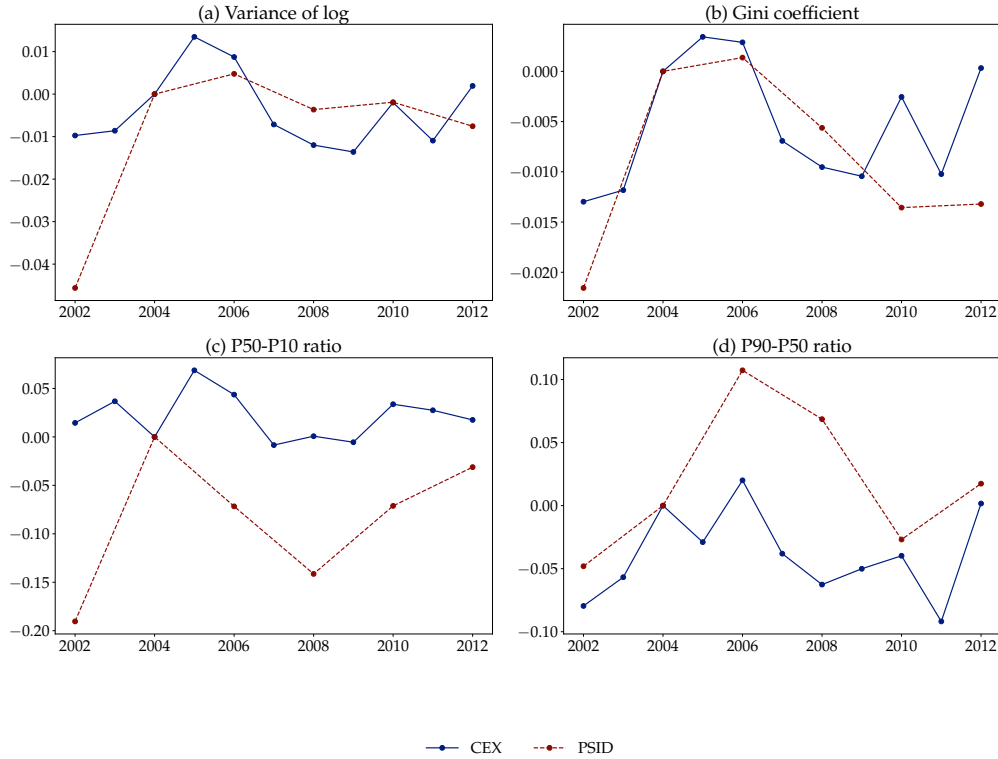 (a) Variance of log
0.01
0.00
−0.01
−0.02
−0.03
−0.04
2002 2004 2006 2008 2010 2012
(b) Gini coefficient
0.000
−0.005
−0.010
−0.015
−0.020
2002 2004 2006 2008 2010 2012
(c) P50-P10 ratio
0.05
0.00
−0.05
−0.10
−0.15
−0.20
2002 2004 2006 2008 2010 2012
(d) P90-P50 ratio
0.10
0.05
0.00
−0.05
−0.10
2002 2004 2006 2008 2010 2012
CEX PSID